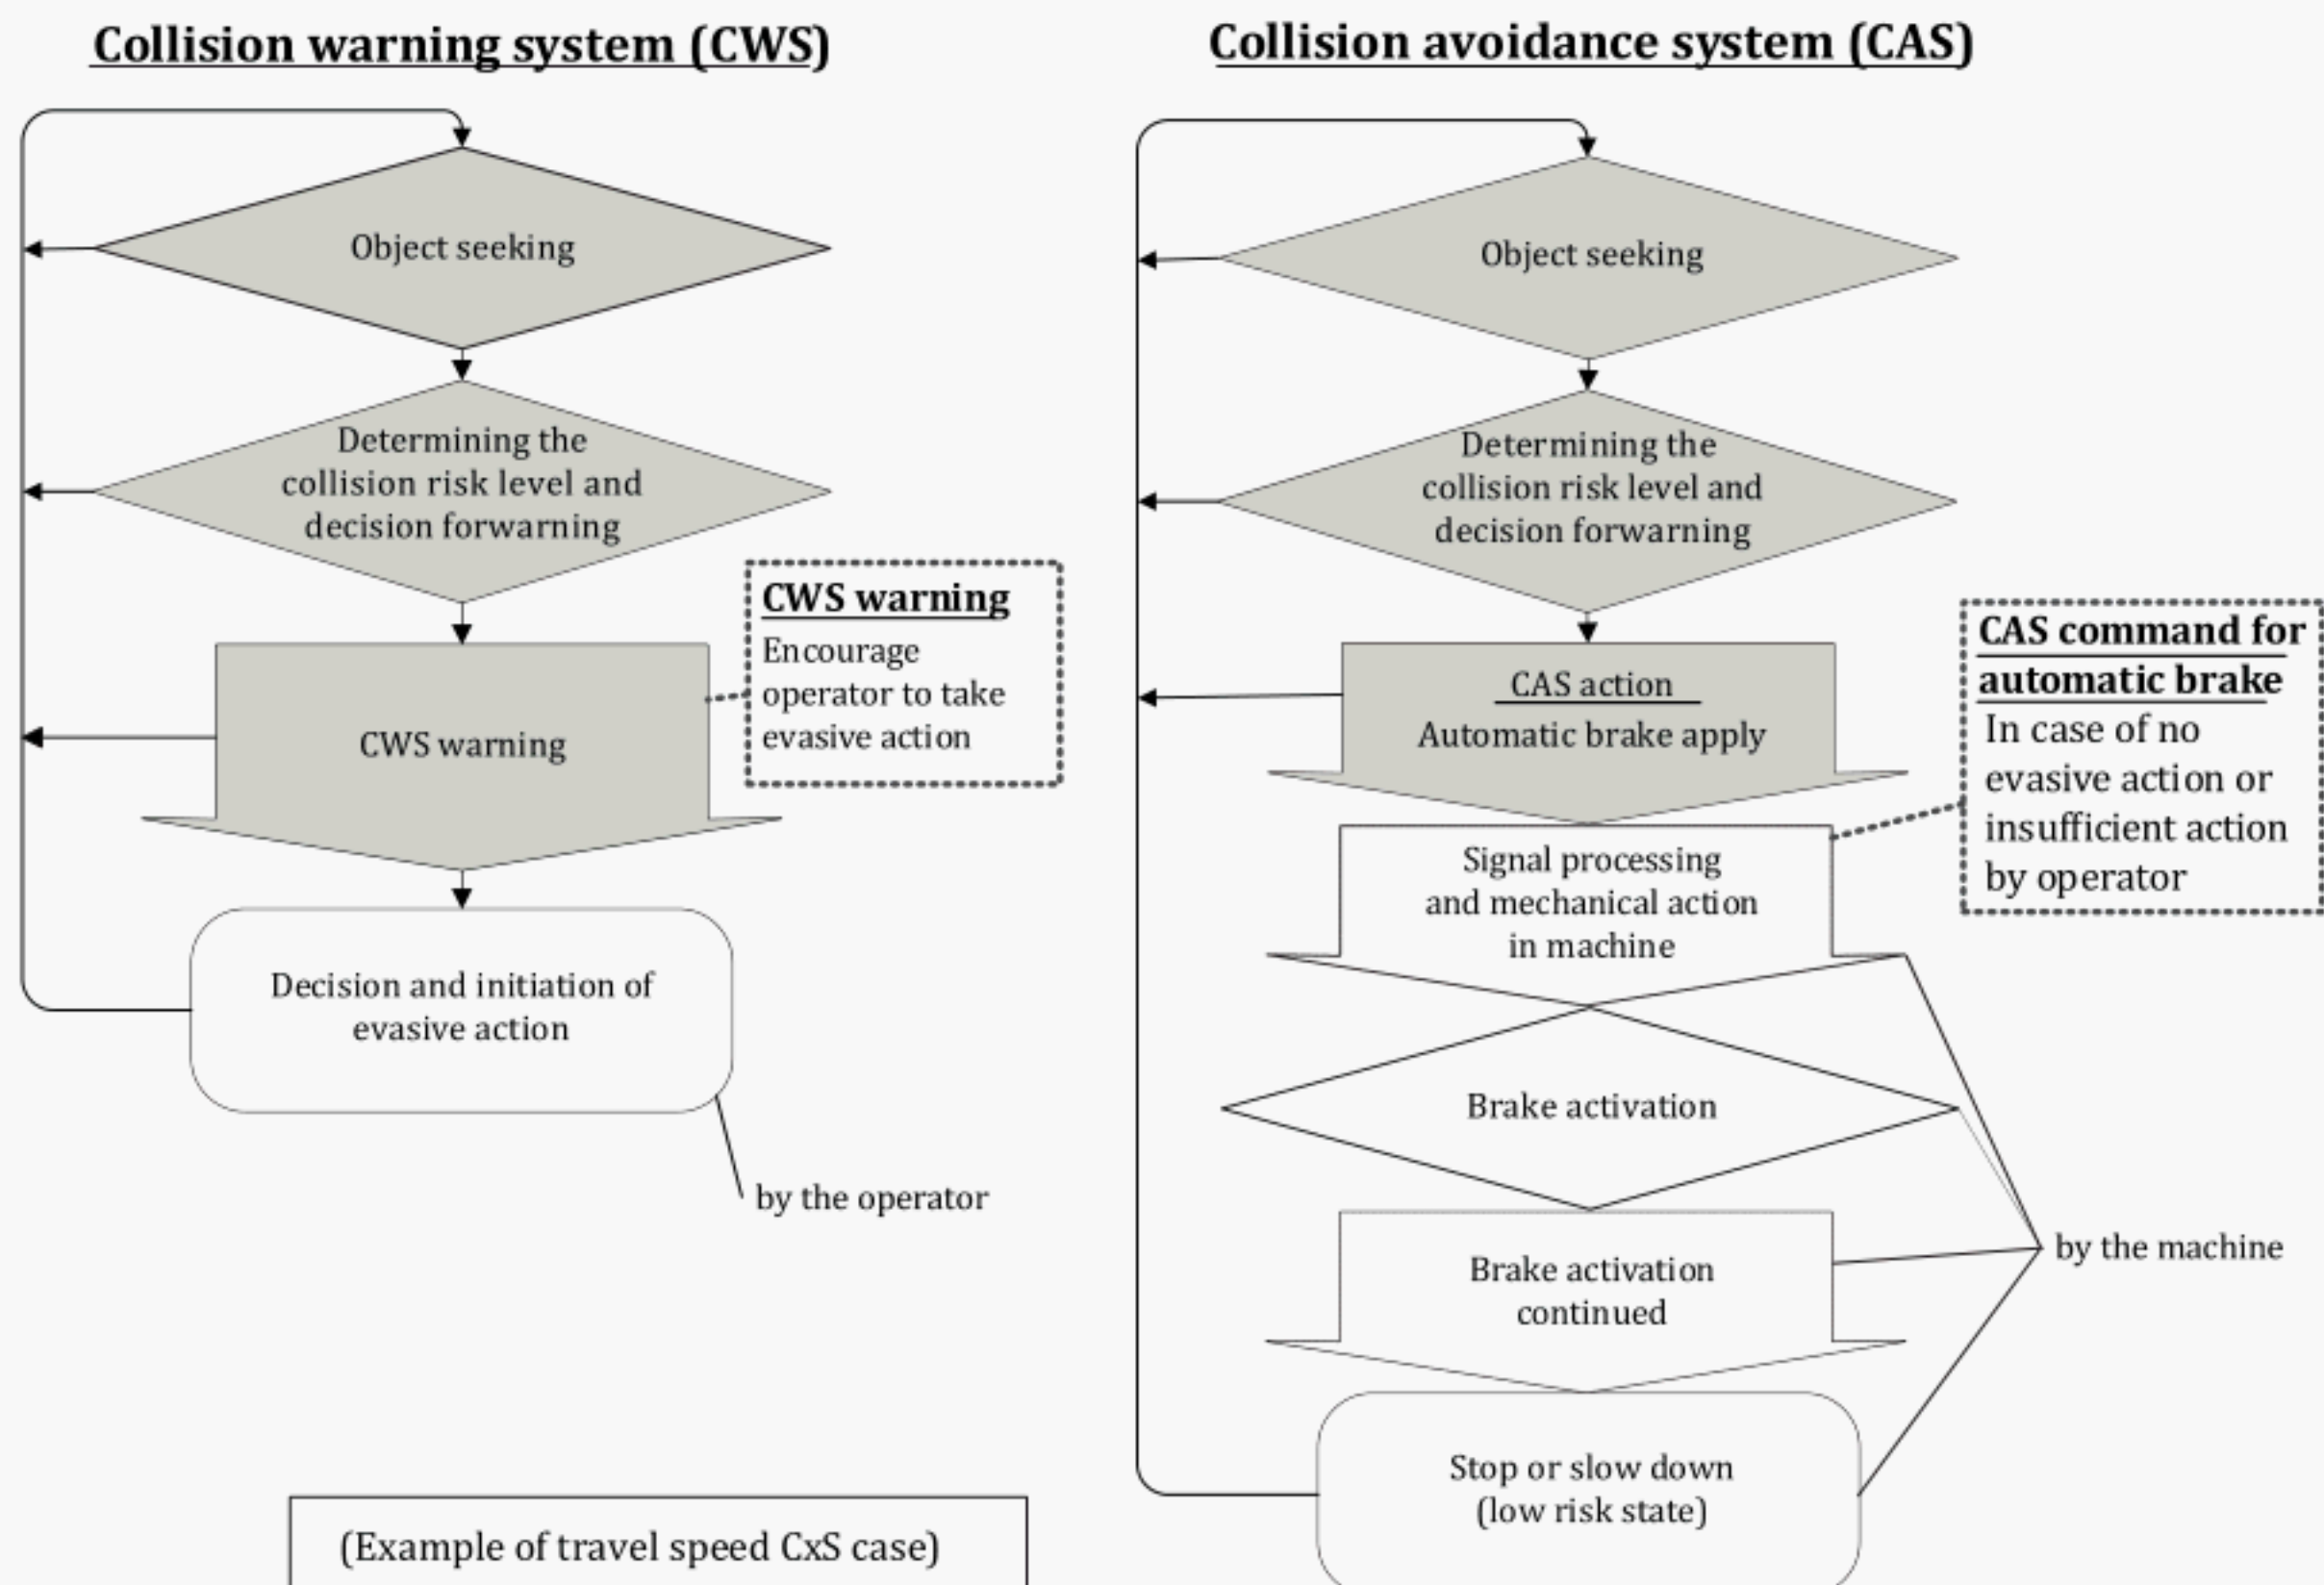 Collision warning system (CWS)
Object seeking
Determining the
collision risk level and
decision forwarning
CWS warning
Encourage
operator to take
evasive action
CWS warning
Decision and initiation of
evasive action
by the operator
(Example of travel speed CxS case)
Collision avoidance system (CAS)
Object seeking
Determining the
collision risk level and
decision forwarning
CAS action
Automatic brake apply
CAS command for
automatic brake
In case of no
evasive action or
insufficient action
by operator
Signal processing
and mechanical action
in machine
Brake activation
Brake activation
continued
by the machine
Stop or slow down
(low risk state)